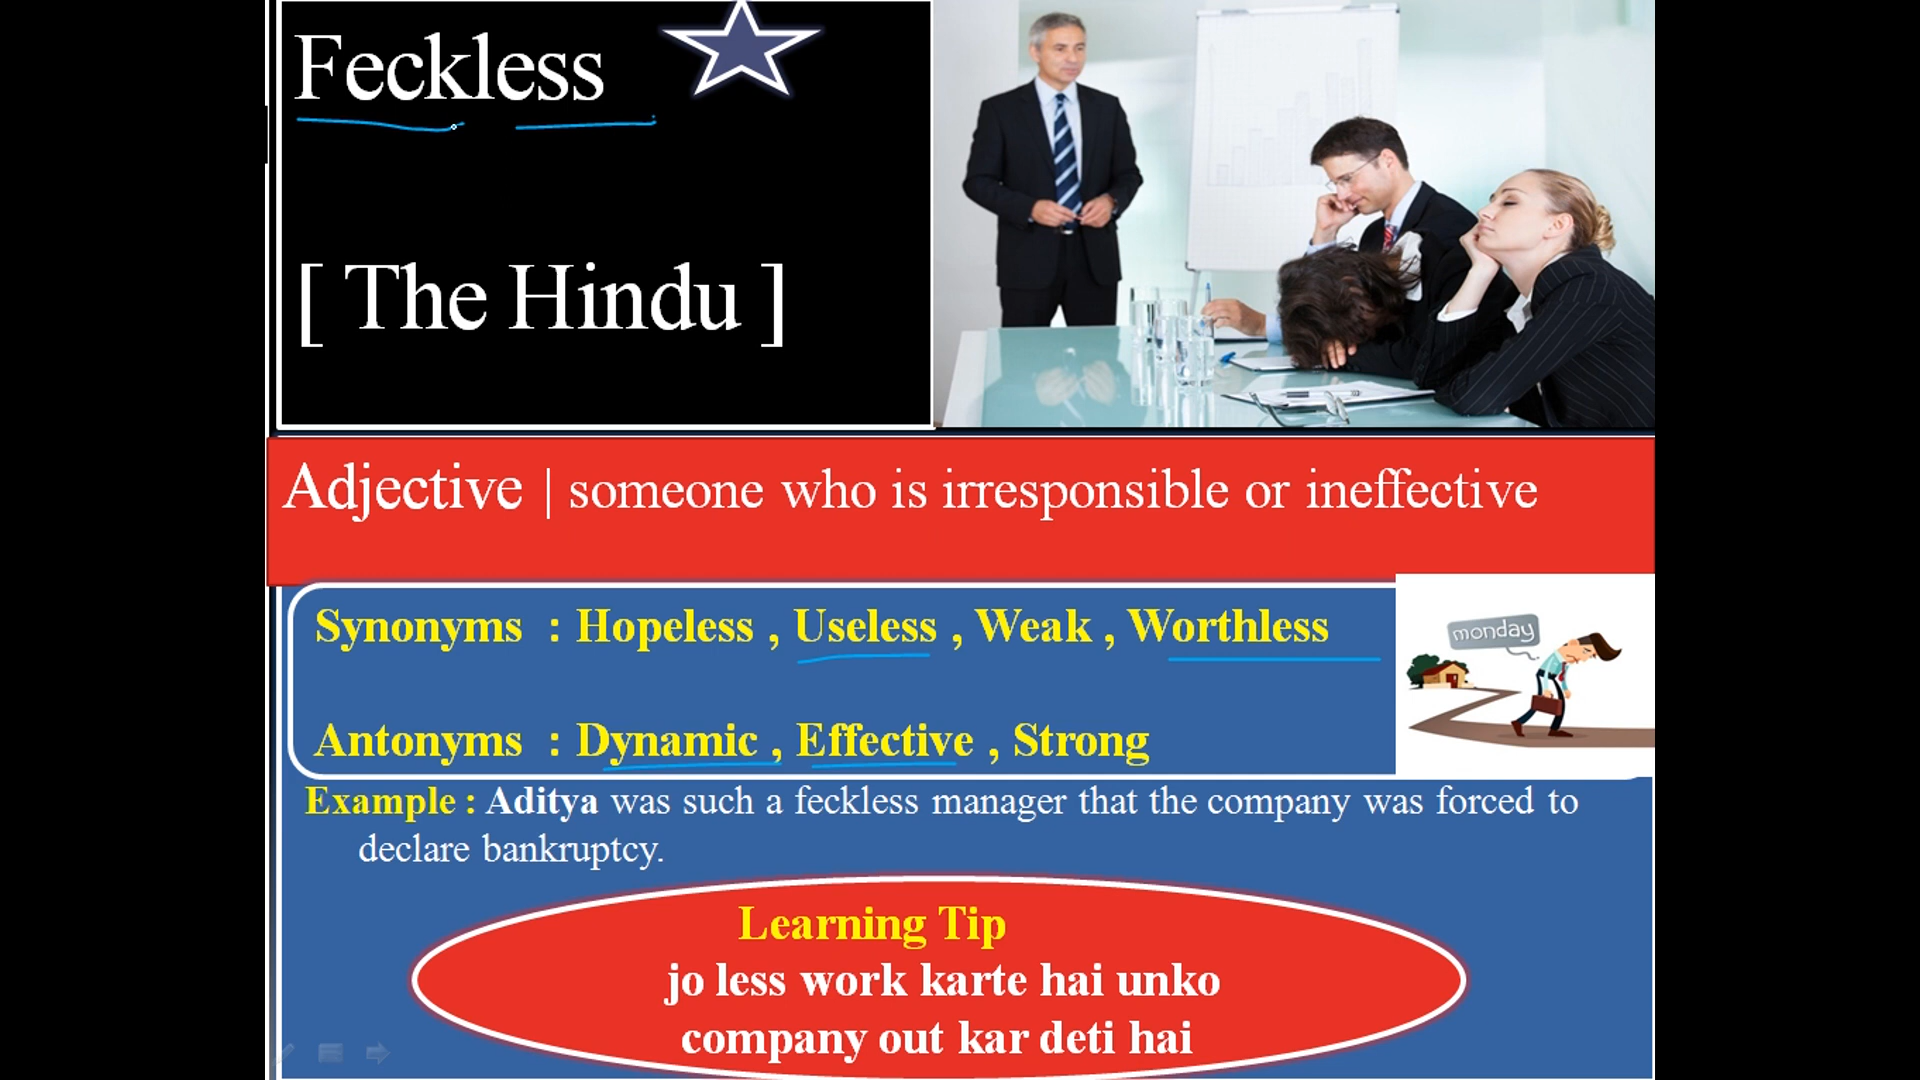 Feckless
[ The Hindu ]
Adjective | someone who is irresponsible or ineffective
Synonyms : Hopeless , Useless , Weak , Worthless
monday
Antonyms : Dynamic , Effective , Strong
Example : Aditya was such a feckless manager that the company was forced to
declare bankruptcy.
Learning Tip
jo less work karte hai unko
company out kar deti hai